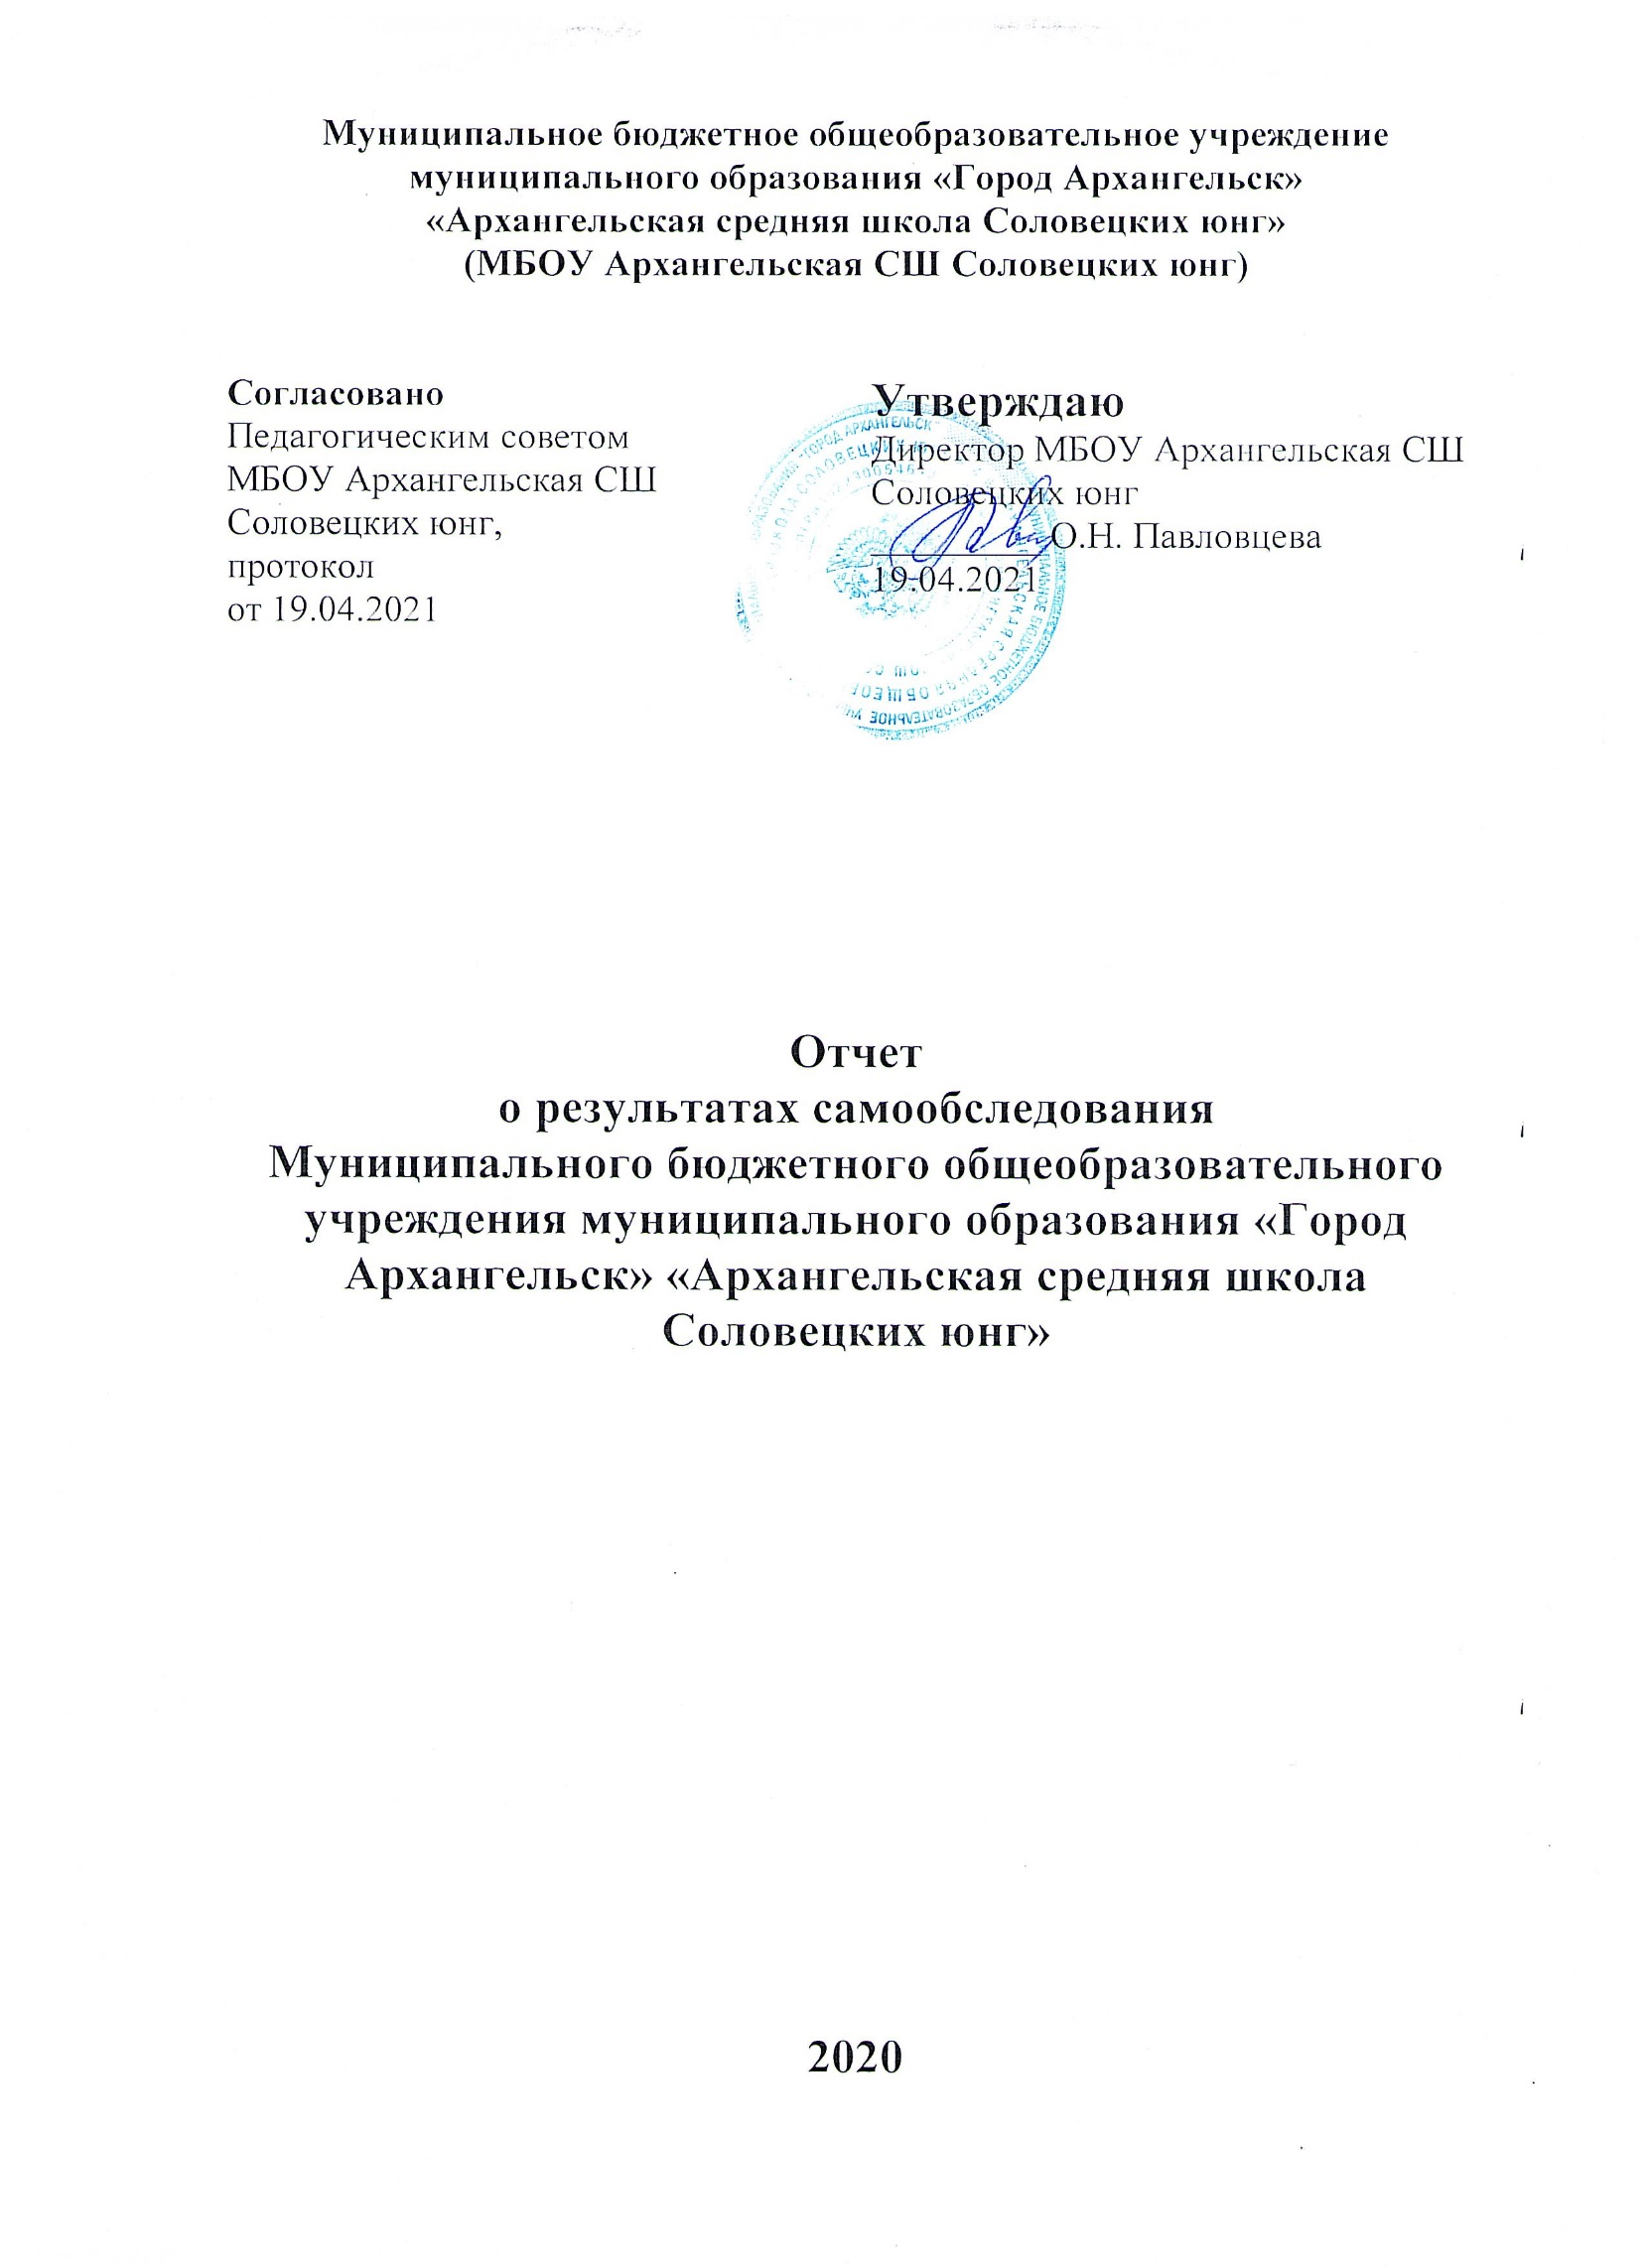 Муниципальное бюджетное общеобразовательное учреждение
муниципального образования «Город Архангельск»
«Архангельская средняя школа Соловецких юнг»
(МБОУ Архангельская СШ Соловецких юнг)
Согласовано
Педагогическим советом
МБОУ Архангельская СШ
Соловецких юнг,
протокол
от 19.04.2021
Утверждаю
Директор МБОУ Архангельская СШ
Соловецких юнг
О.Н. Павловцева
19.04.2021
"ГОРОД АРХАНГЕЛЬСК"
Отчет
о результатах самообследования
Муниципального бюджетного общеобразовательного
учреждения муниципального образования «Город
Архангельск» «Архангельская средняя школа
Соловецких юнг»
2020